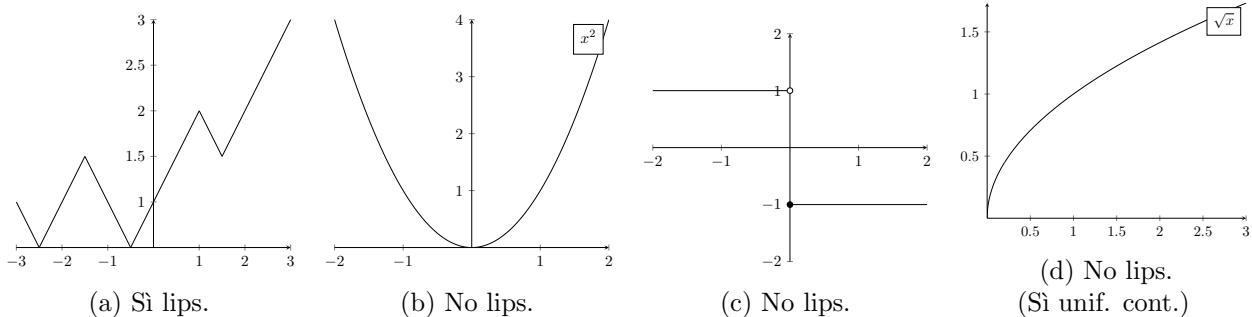 3
2.5
2
1.5
1
−3 −2 −1 1 2 3
(a) Sì lips.
4
3
2
1
−2 −1 1 2
x²
(b) No lips.
2
1
−2 −1 1 2
−1
−2
(c) No lips.
1.5
1
0.5
0.5 1 1.5 2 2.5 3
√x
(d) No lips.
(Sì unif. cont.)